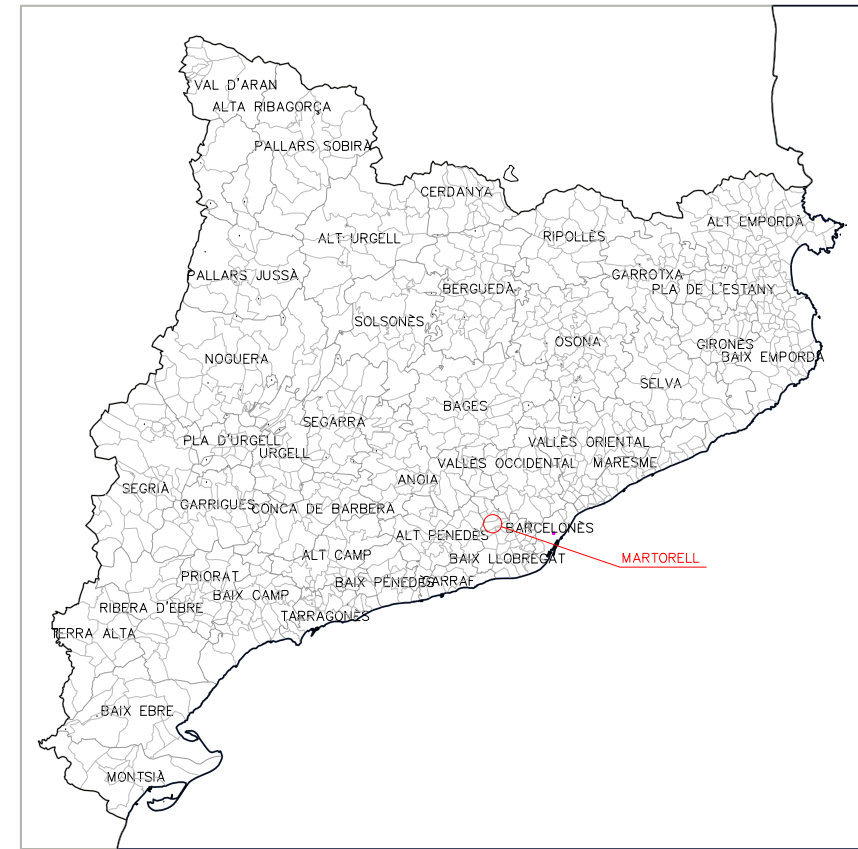 VAL D'ARAN
ALTA RIBAGORÇA
PALLARS SOBIRÀ
CERDANYA
ALT EMPORDÀ
ALT URGELL
RIPOLLÈS
PALLARS JUSSÀ
GARROTXA
BERGUEDÀ
PLA DE L'ESTANY
SOLSONÈS
OSONA
GIRONÈS
NOGUERA
BAIX EMPORDÀ
SELVA
BAGES
SEGARRA
PLA D'URGELL
VALLÈS ORIENTAL
URGELL
VALLÈS OCCIDENTAL
MARESME
ANOIA
SEGRIÀ
GARRIGUES
CONCA DE BARBERÀ
BARCELONÈS
ALT PENEDÈS
ALT CAMP
BAIX LLOBREGAT
MARTORELL
PRIORAT
BAIX PENEDÈS
GARRAF
BAIX CAMP
RIBERA D'EBRE
TARRAGONÈS
TERRA ALTA
BAIX EBRE
MONTSIÀ